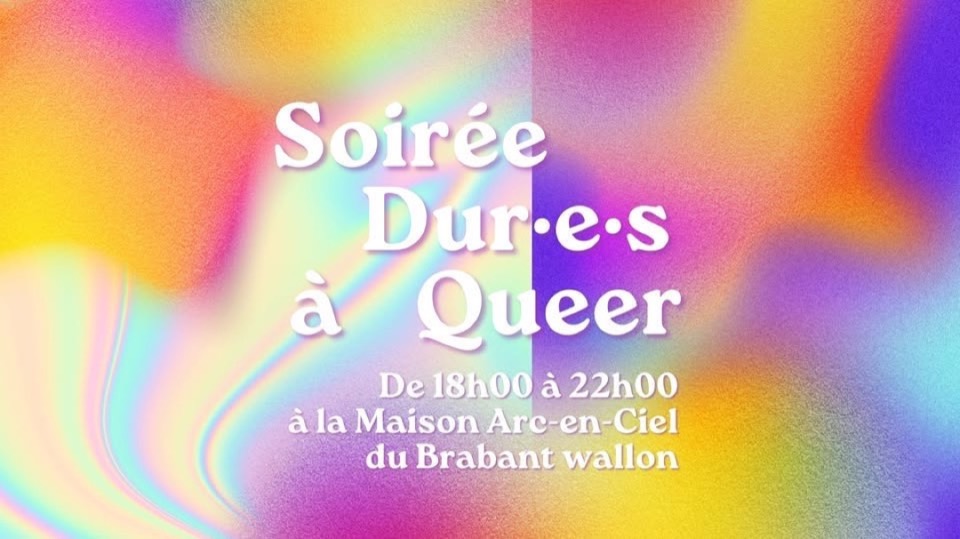 Soirée
Dur·e·s
à Queer
De 18h00 à 22h00
à la Maison Arc-en-Ciel
du Brabant wallon